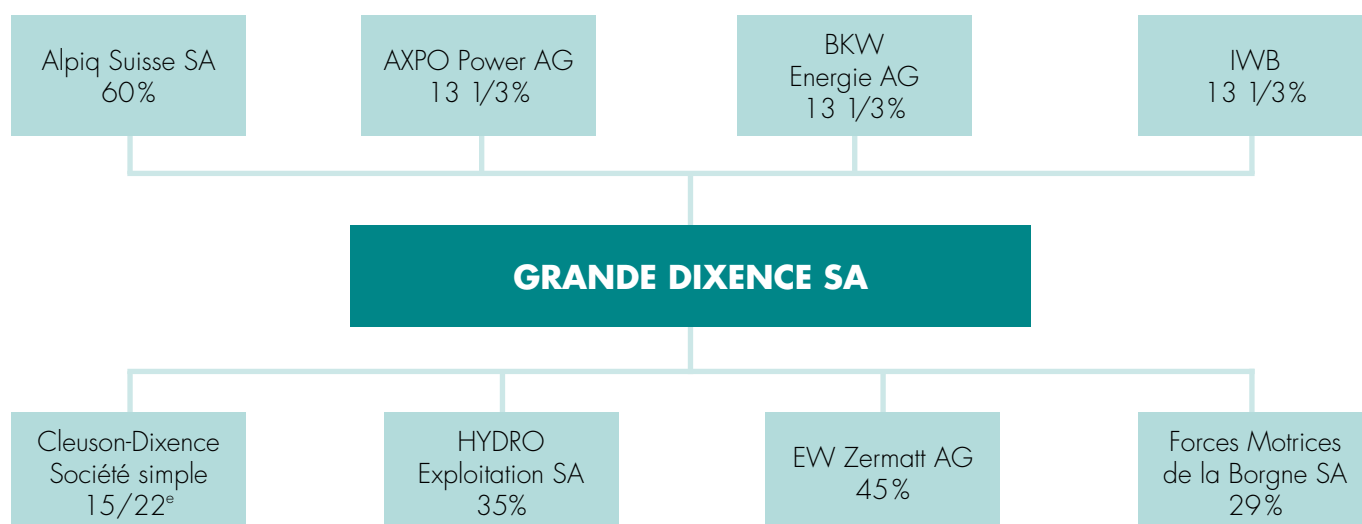 Alpiq Suisse SA
60%
AXPO Power AG
13 1/3%
BKW
Energie AG
13 1/3%
IWB
13 1/3%
GRANDE DIXENCE SA
Cleuson-Dixence
Société simple
15/22e
HYDRO
Exploitation SA
35%
EW Zermatt AG
45%
Forces Motrices
de la Borgne SA
29%